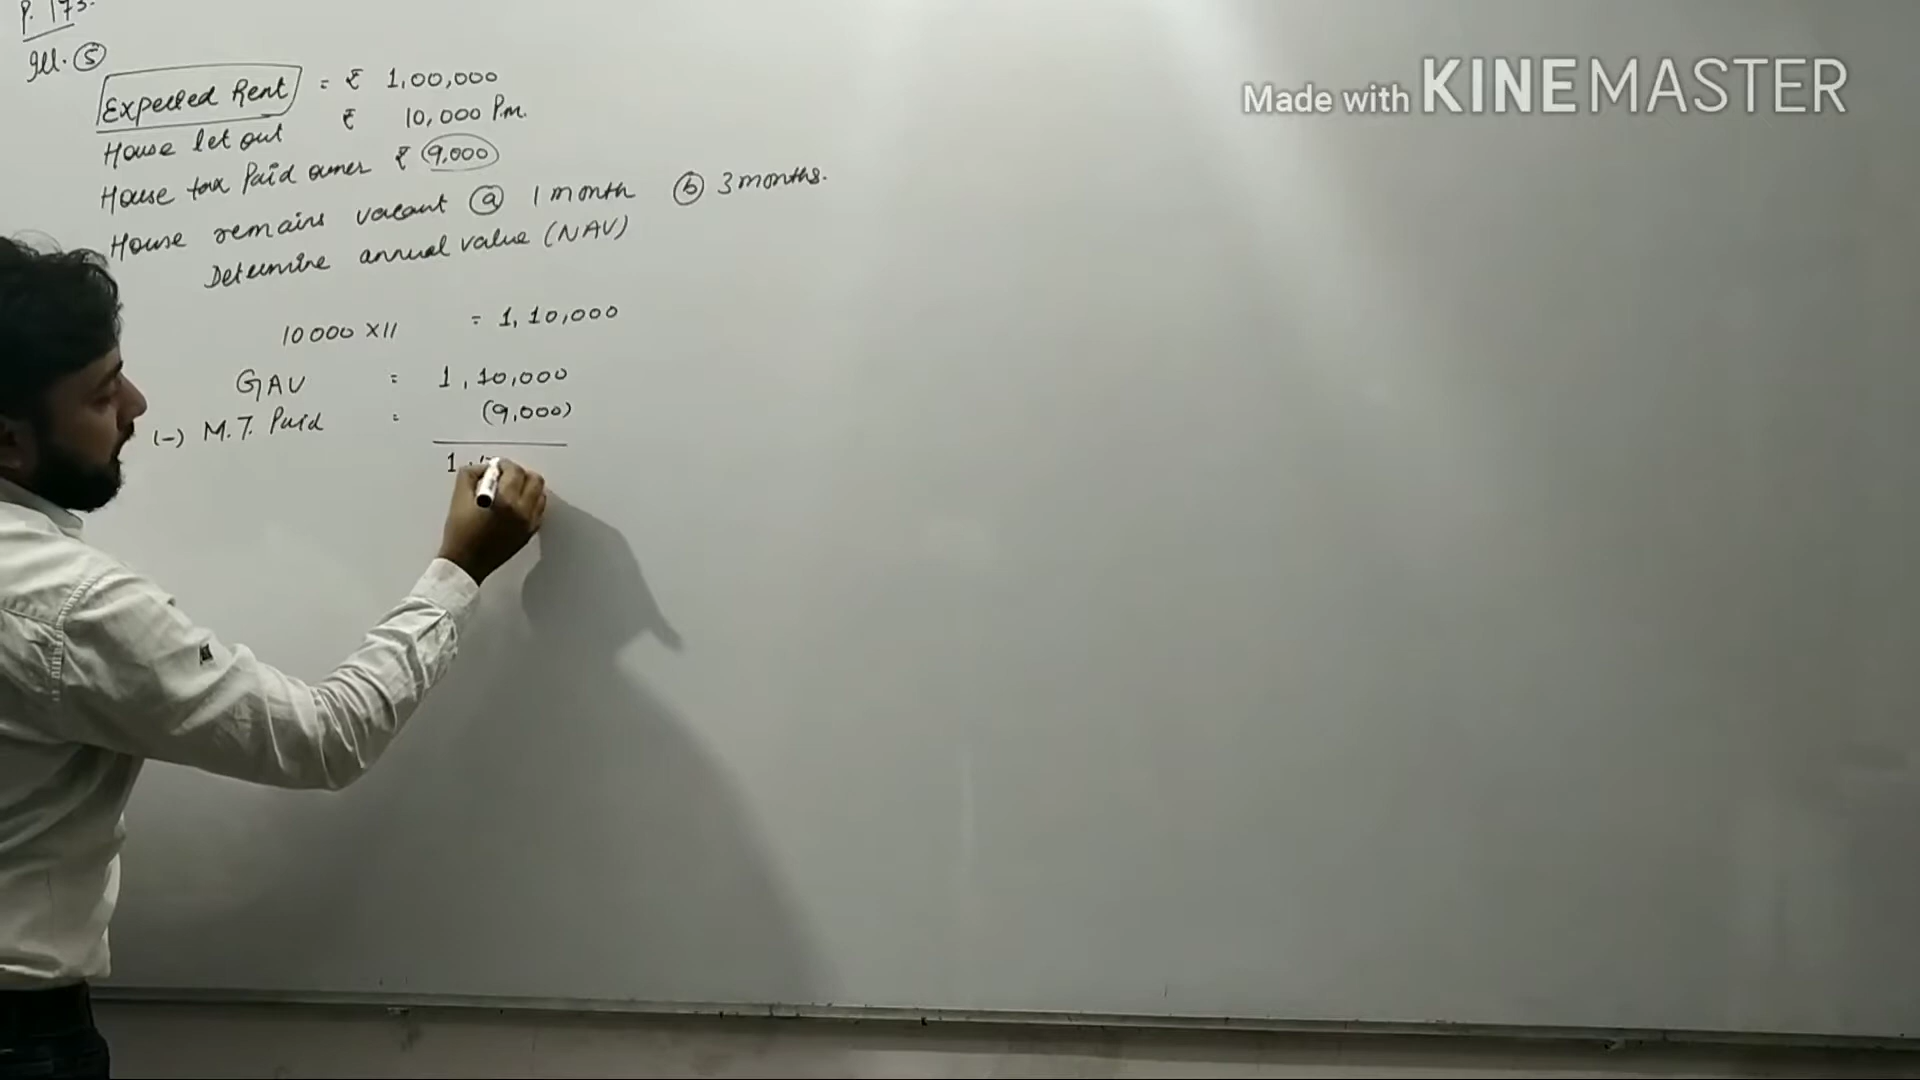 P. 173.
Ill. ⑤
Expected Rent = ₹ 1,00,000
House let out ₹ 10,000 P.m.
House tax Paid owner ₹ 9,000
House remains vacant ⓐ 1 month ⓑ 3 months.
Determine annual value (NAV)
10000 X11 = 1,10,000
GAV = 1,10,000
(-) M.T. Paid = (9,000)
1,
Made with KINEMASTER